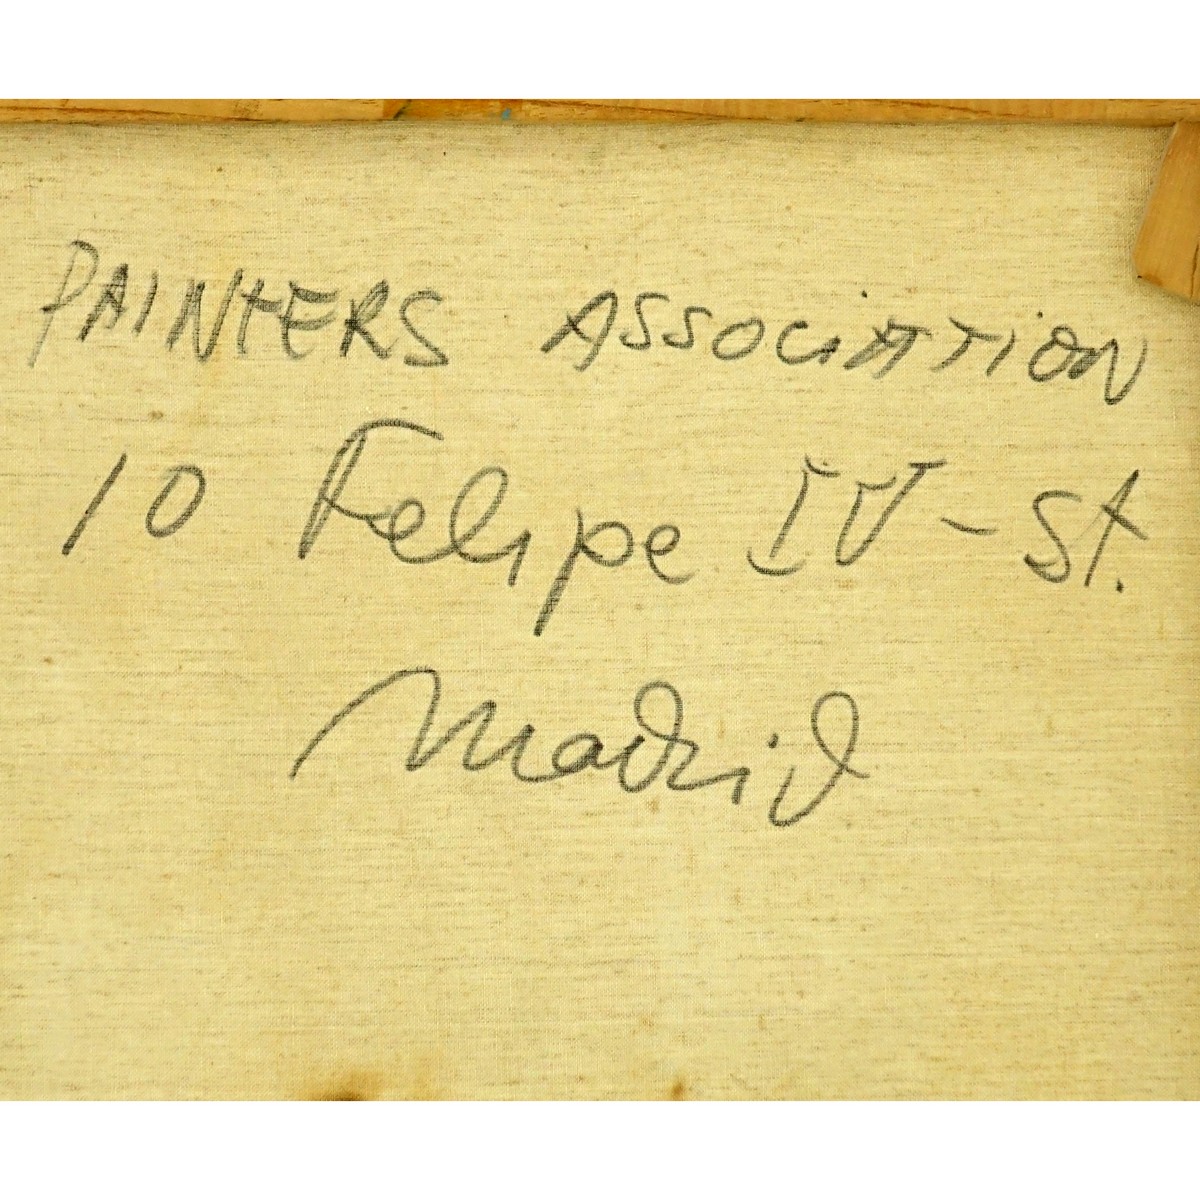 PAINTERS ASSOCIATION
10 Felipe IV - St.
Madrid